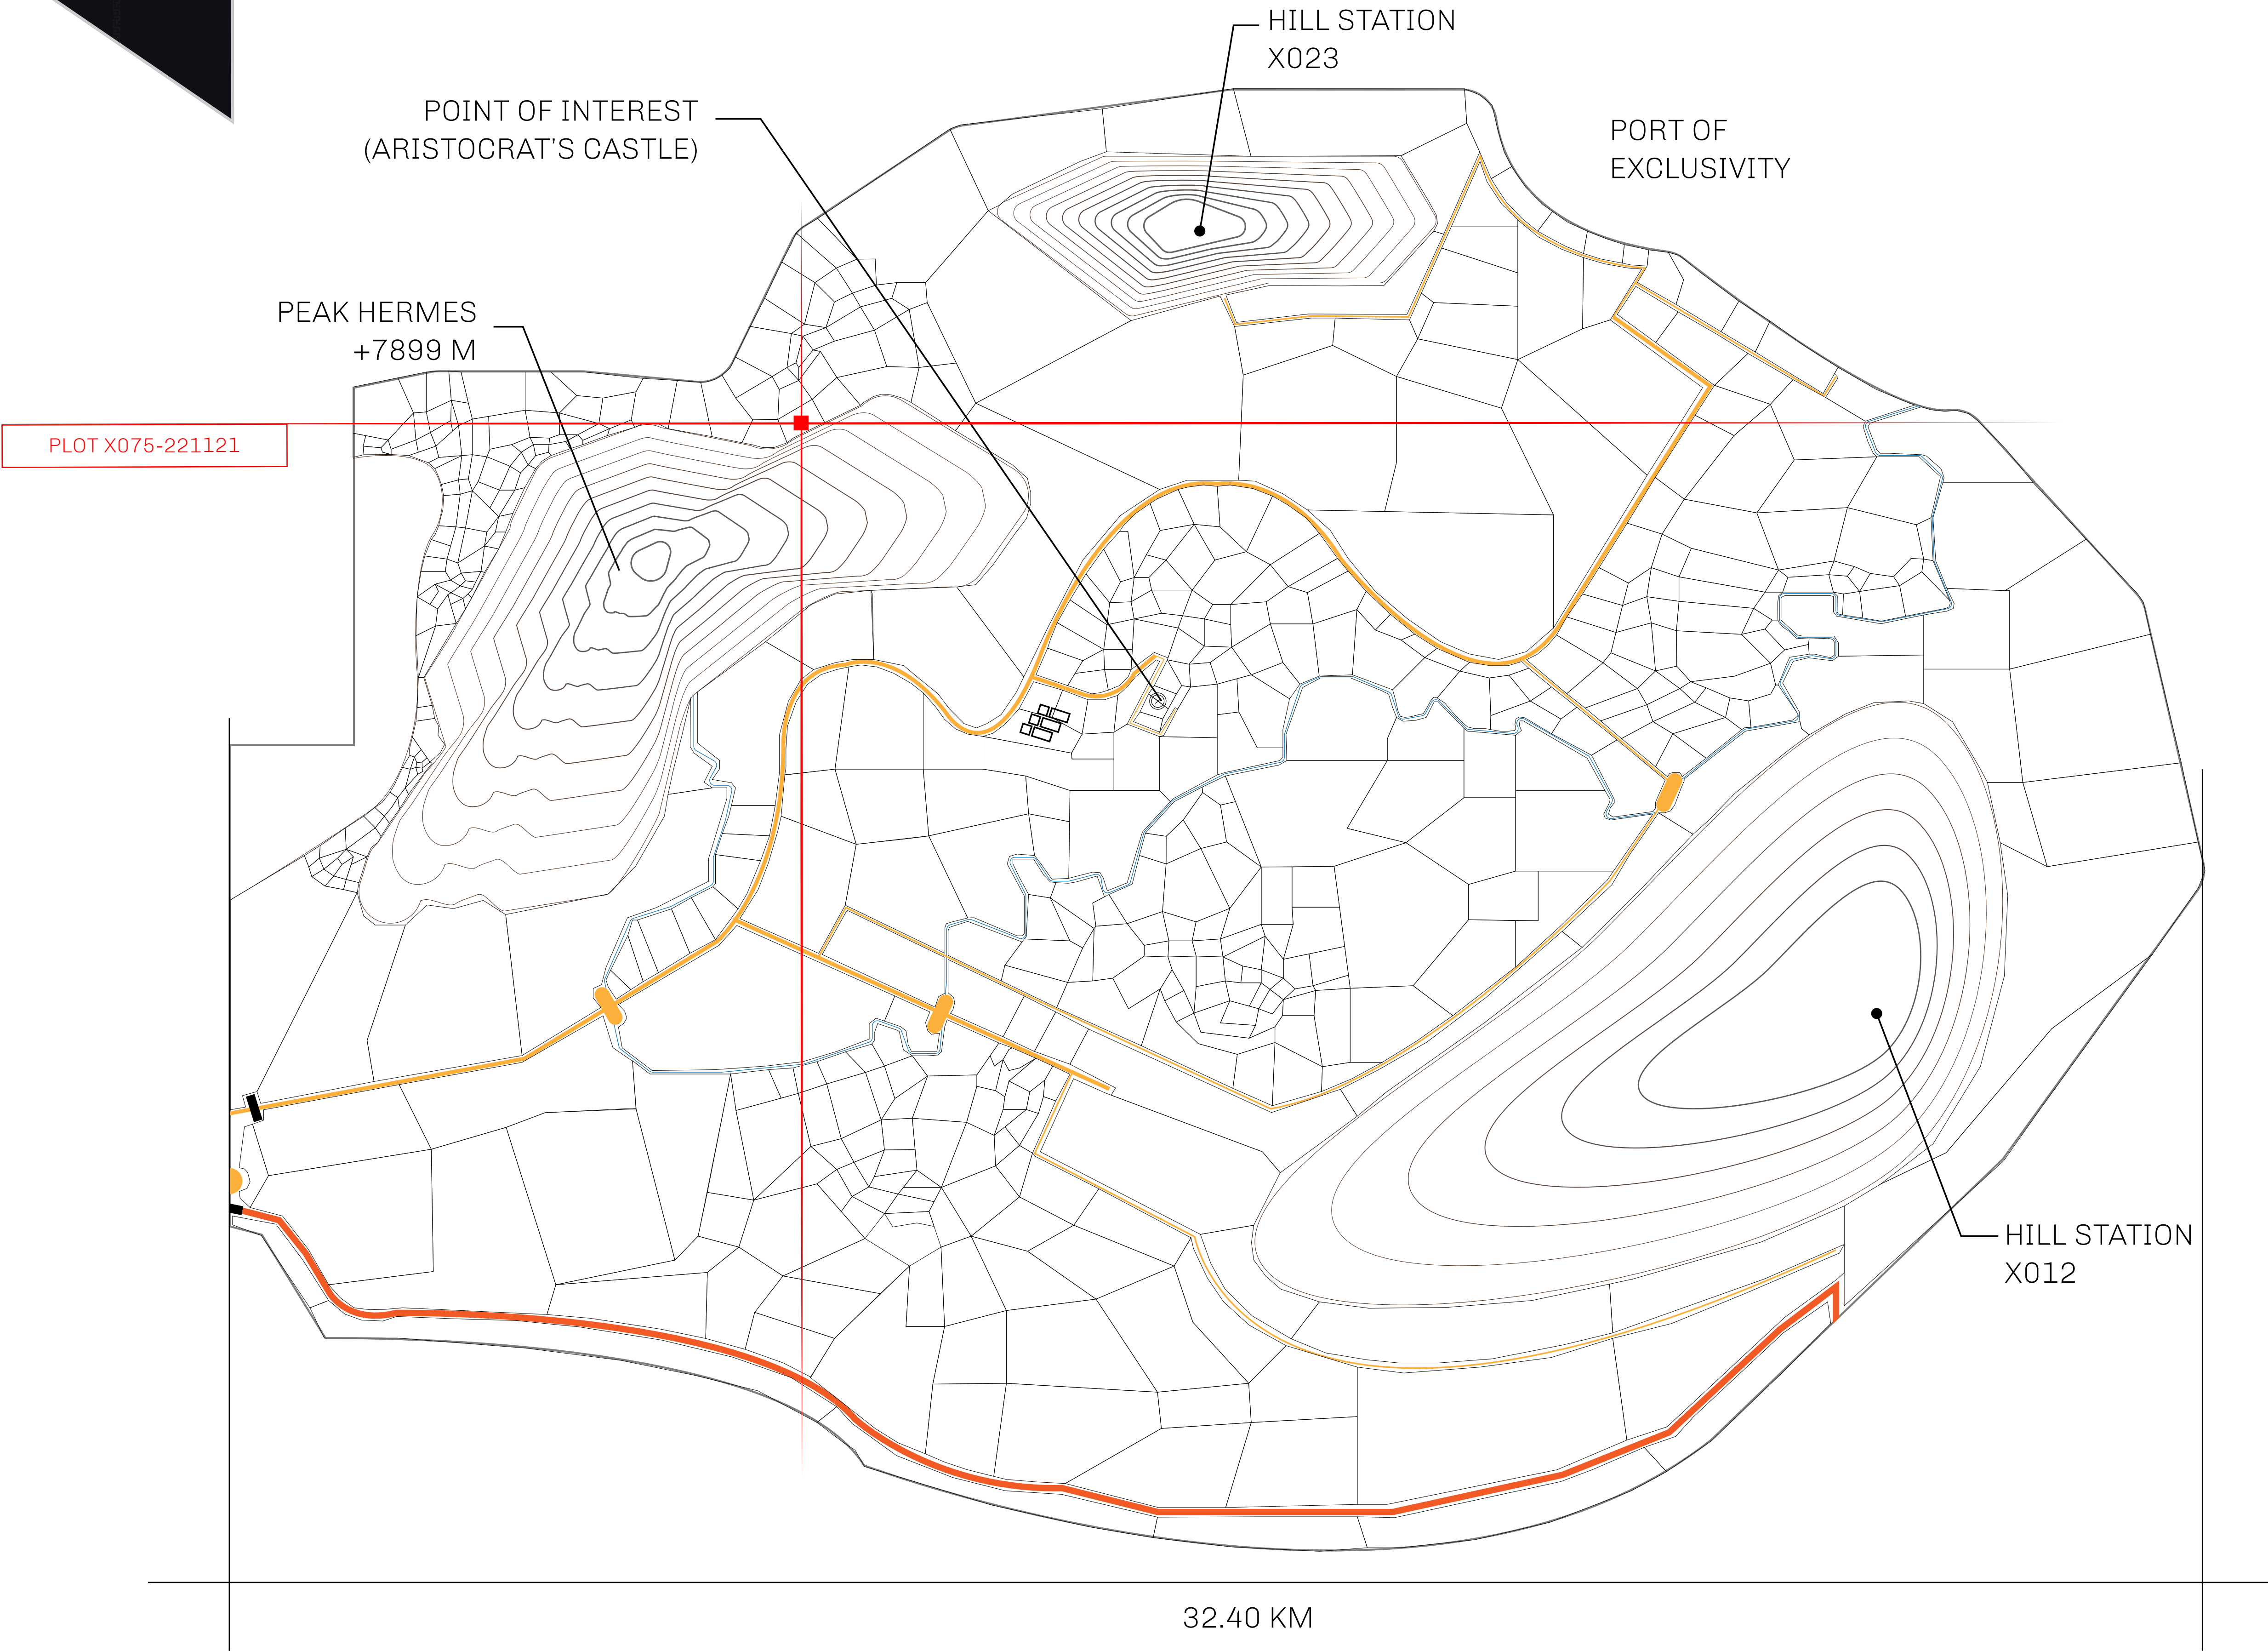 HILL STATION
X023
POINT OF INTEREST
(ARISTOCRAT'S CASTLE)
PORT OF
EXCLUSIVITY
PEAK HERMES
+7899 M
PLOT X075-221121
HILL STATION
X012
32.40 KM